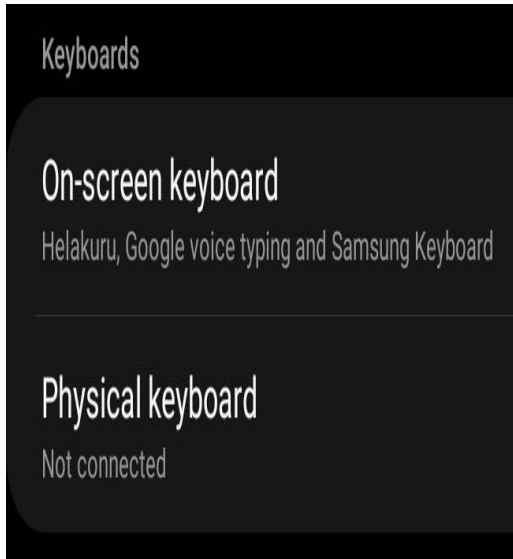 Keyboards
On-screen keyboard
Helakuru, Google voice typing and Samsung Keyboard
Physical keyboard
Not connected